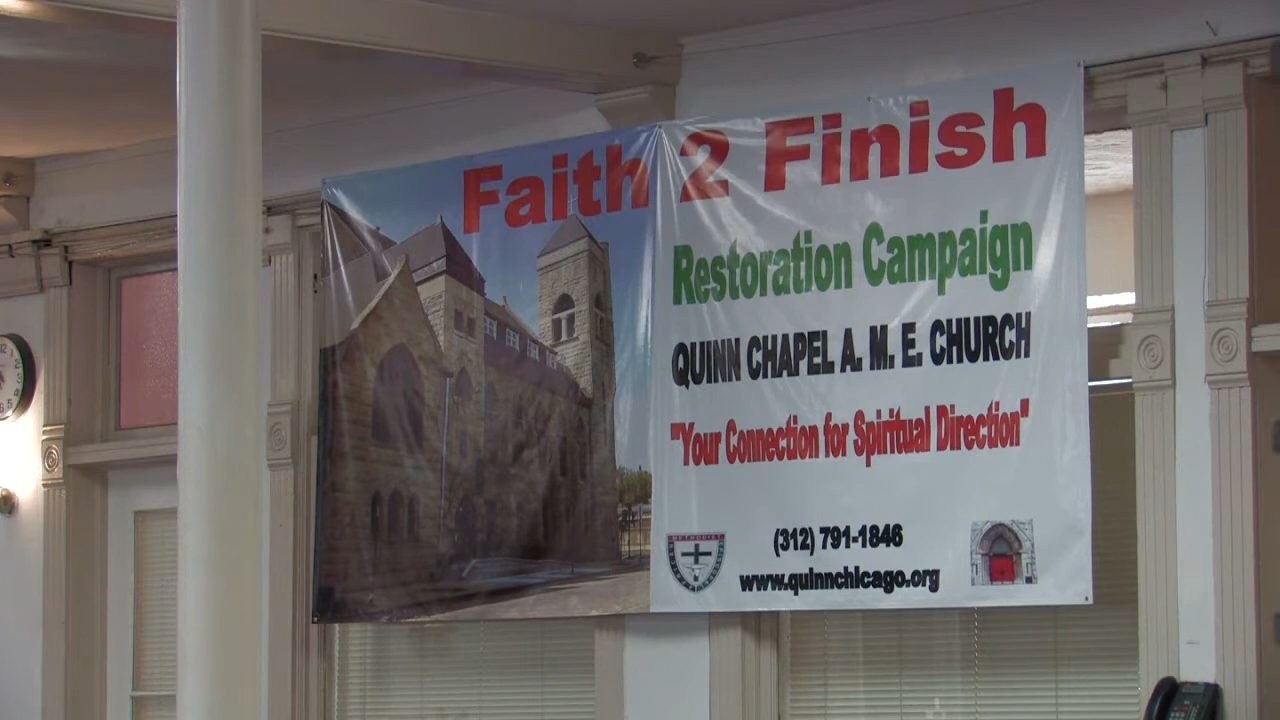 Faith 2 Finish
Restoration Campaign
QUINN CHAPEL A. M. E. CHURCH
"Your Connection for Spiritual Direction"
(312) 791-1846
www.quinnchicago.org
METHODIST